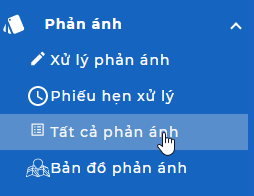 Phản ánh
Xử lý phản ánh
Phiếu hẹn xử lý
Tất cả phản ánh
Bản đồ phản ánh